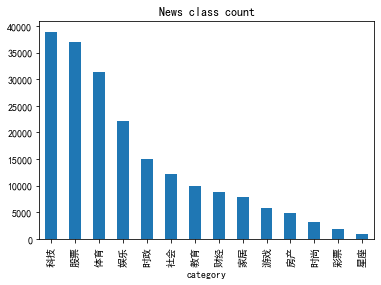 News class count
40000
35000
30000
25000
20000
15000
10000
5000
0
科技
股票
体育
娱乐
时政
社会
教育
财经
家居
游戏
房产
时尚
彩票
星座
category